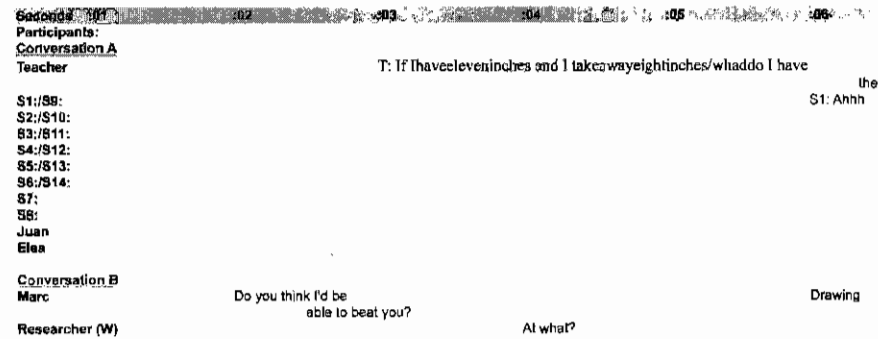 Seconds :01 :02 :03 :04 :05 :06
Participants:
Conversation A
Teacher T: If Ihaveeleveninches and I takeawayeightinches/whaddo I have
the
S1:/S9: S1: Ahhh
S2:/S10:
S3:/S11:
S4:/S12:
S5:/S13:
S6:/S14:
S7:
S8:
Juan
Elsa
Conversation B
Marc Do you think I'd be Drawing
able to beat you?
Researcher (W) At what?